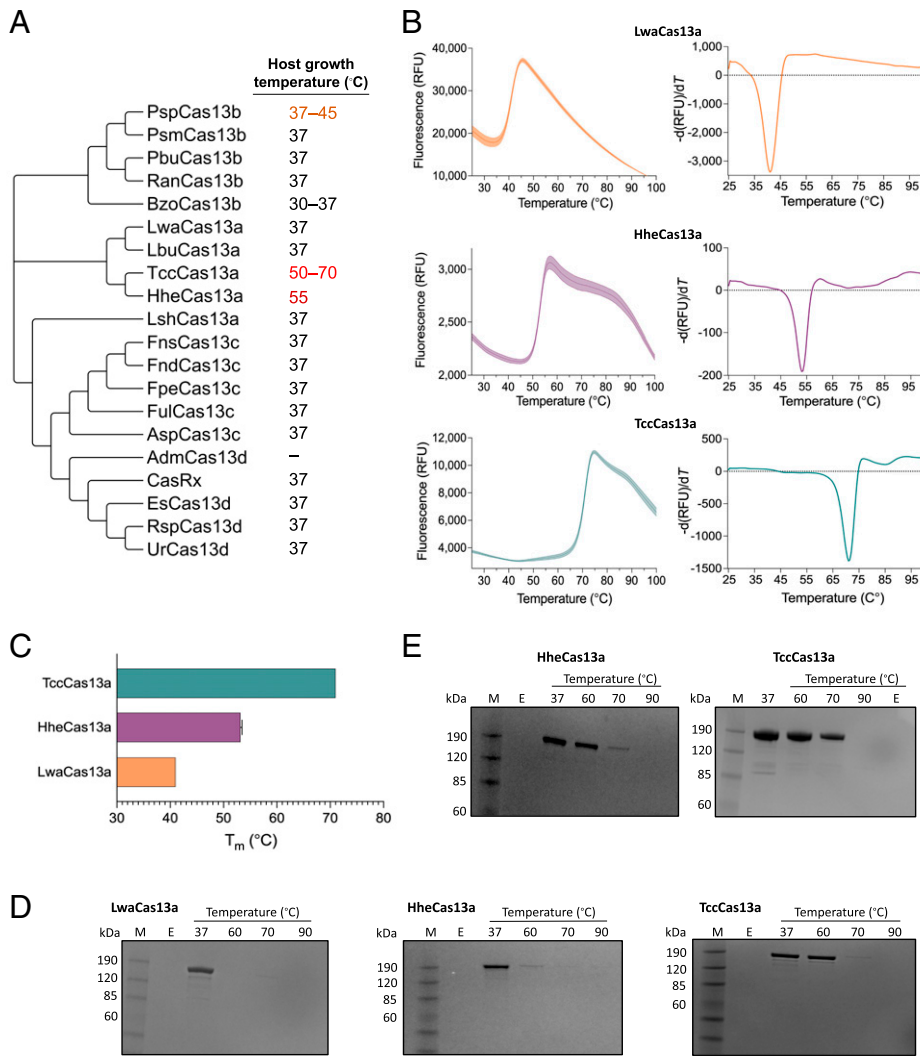 A
Host growth
temperature (°C)
PspCas13b 37–45
PsmCas13b 37
PbuCas13b 37
RanCas13b 37
BzoCas13b 30–37
LwaCas13a 37
LbuCas13a 37
TccCas13a 50–70
HheCas13a 55
LshCas13a 37
FnsCas13c 37
FndCas13c 37
FpeCas13c 37
FulCas13c 37
AspCas13c 37
AdmCas13d –
CasRx 37
EsCas13d 37
RspCas13d 37
UrCas13d 37
B
LwaCas13a
Fluorescence (RFU)
40,000
30,000
20,000
10,000
30 40 50 60 70 80 90 100
Temperature (°C)
-d(RFU)/dT
1,000
0
-1,000
-2,000
-3,000
25 35 45 55 65 75 85 95
Temperature (°C)
HheCas13a
Fluorescence (RFU)
3,000
2,500
2,000
30 40 50 60 70 80 90 100
Temperature (°C)
-d(RFU)/dT
100
0
-100
-200
25 35 45 55 65 75 85 95
Temperature (°C)
TccCas13a
Fluorescence (RFU)
12,000
10,000
8,000
6,000
4,000
30 40 50 60 70 80 90 100
Temperature (°C)
-d(RFU)/dT
500
0
-500
-1000
-1500
25 35 45 55 65 75 85 95
Temperature (C°)
C
TccCas13a
HheCas13a
LwaCas13a
30 40 50 60 70 80
Tm (°C)
E
HheCas13a
Temperature (°C)
kDa M E 37 60 70 90
190
120
85
60
TccCas13a
Temperature (°C)
kDa M 37 60 70 90 E
190
120
85
60
D
LwaCas13a
Temperature (°C)
kDa M E 37 60 70 90
190
120
85
60
HheCas13a
Temperature (°C)
kDa M E 37 60 70 90
190
120
85
60
TccCas13a
Temperature (°C)
kDa M E 37 60 70 90
190
120
85
60